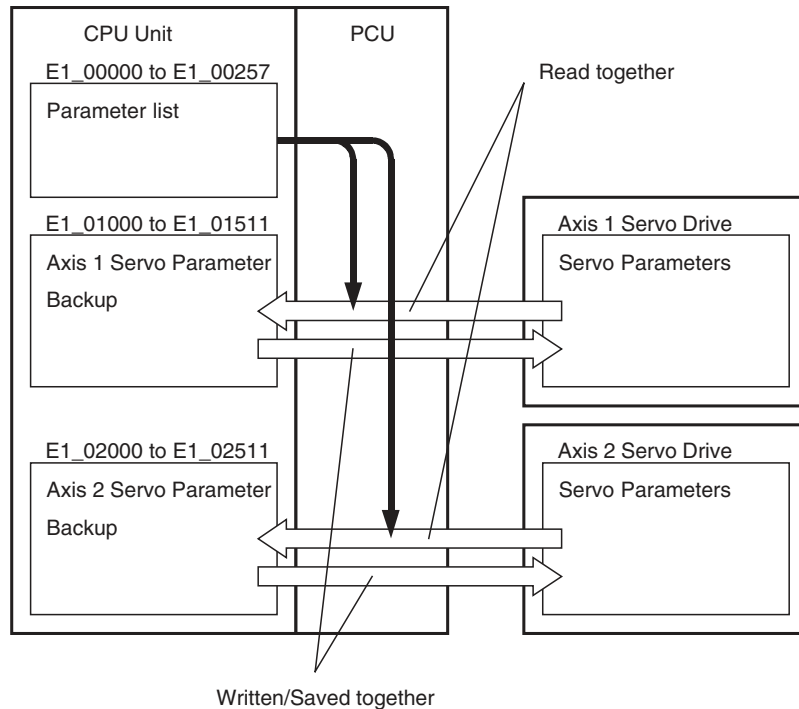 CPU Unit
PCU
E1_00000 to E1_00257
Parameter list
Read together
E1_01000 to E1_01511
Axis 1 Servo Parameter
Backup
Axis 1 Servo Drive
Servo Parameters
E1_02000 to E1_02511
Axis 2 Servo Parameter
Backup
Axis 2 Servo Drive
Servo Parameters
Written/Saved together